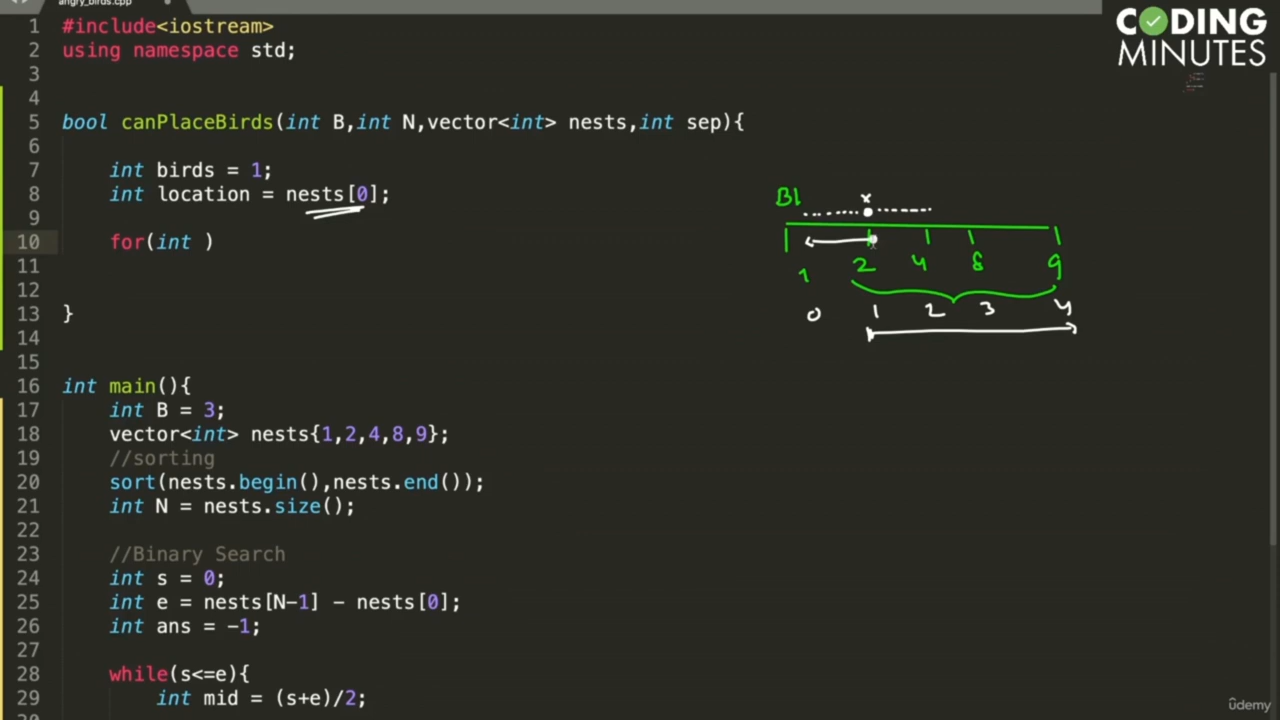 angry_birds.cpp
CODING
MINUTES
1 #include<iostream>
2 using namespace std;
3
4
5 bool canPlaceBirds(int B,int N,vector<int> nests,int sep){
6
7 int birds = 1;
8 int location = nests[0];
9
10 for(int )
11
12
13 }
14
15
16 int main(){
17 int B = 3;
18 vector<int> nests{1,2,4,8,9};
19 //sorting
20 sort(nests.begin(),nests.end());
21 int N = nests.size();
22
23 //Binary Search
24 int s = 0;
25 int e = nests[N-1] - nests[0];
26 int ans = -1;
27
28 while(s<=e){
29 int mid = (s+e)/2;
B1 x
1 2 4 8 9
0 1 2 3 4
ûdemy